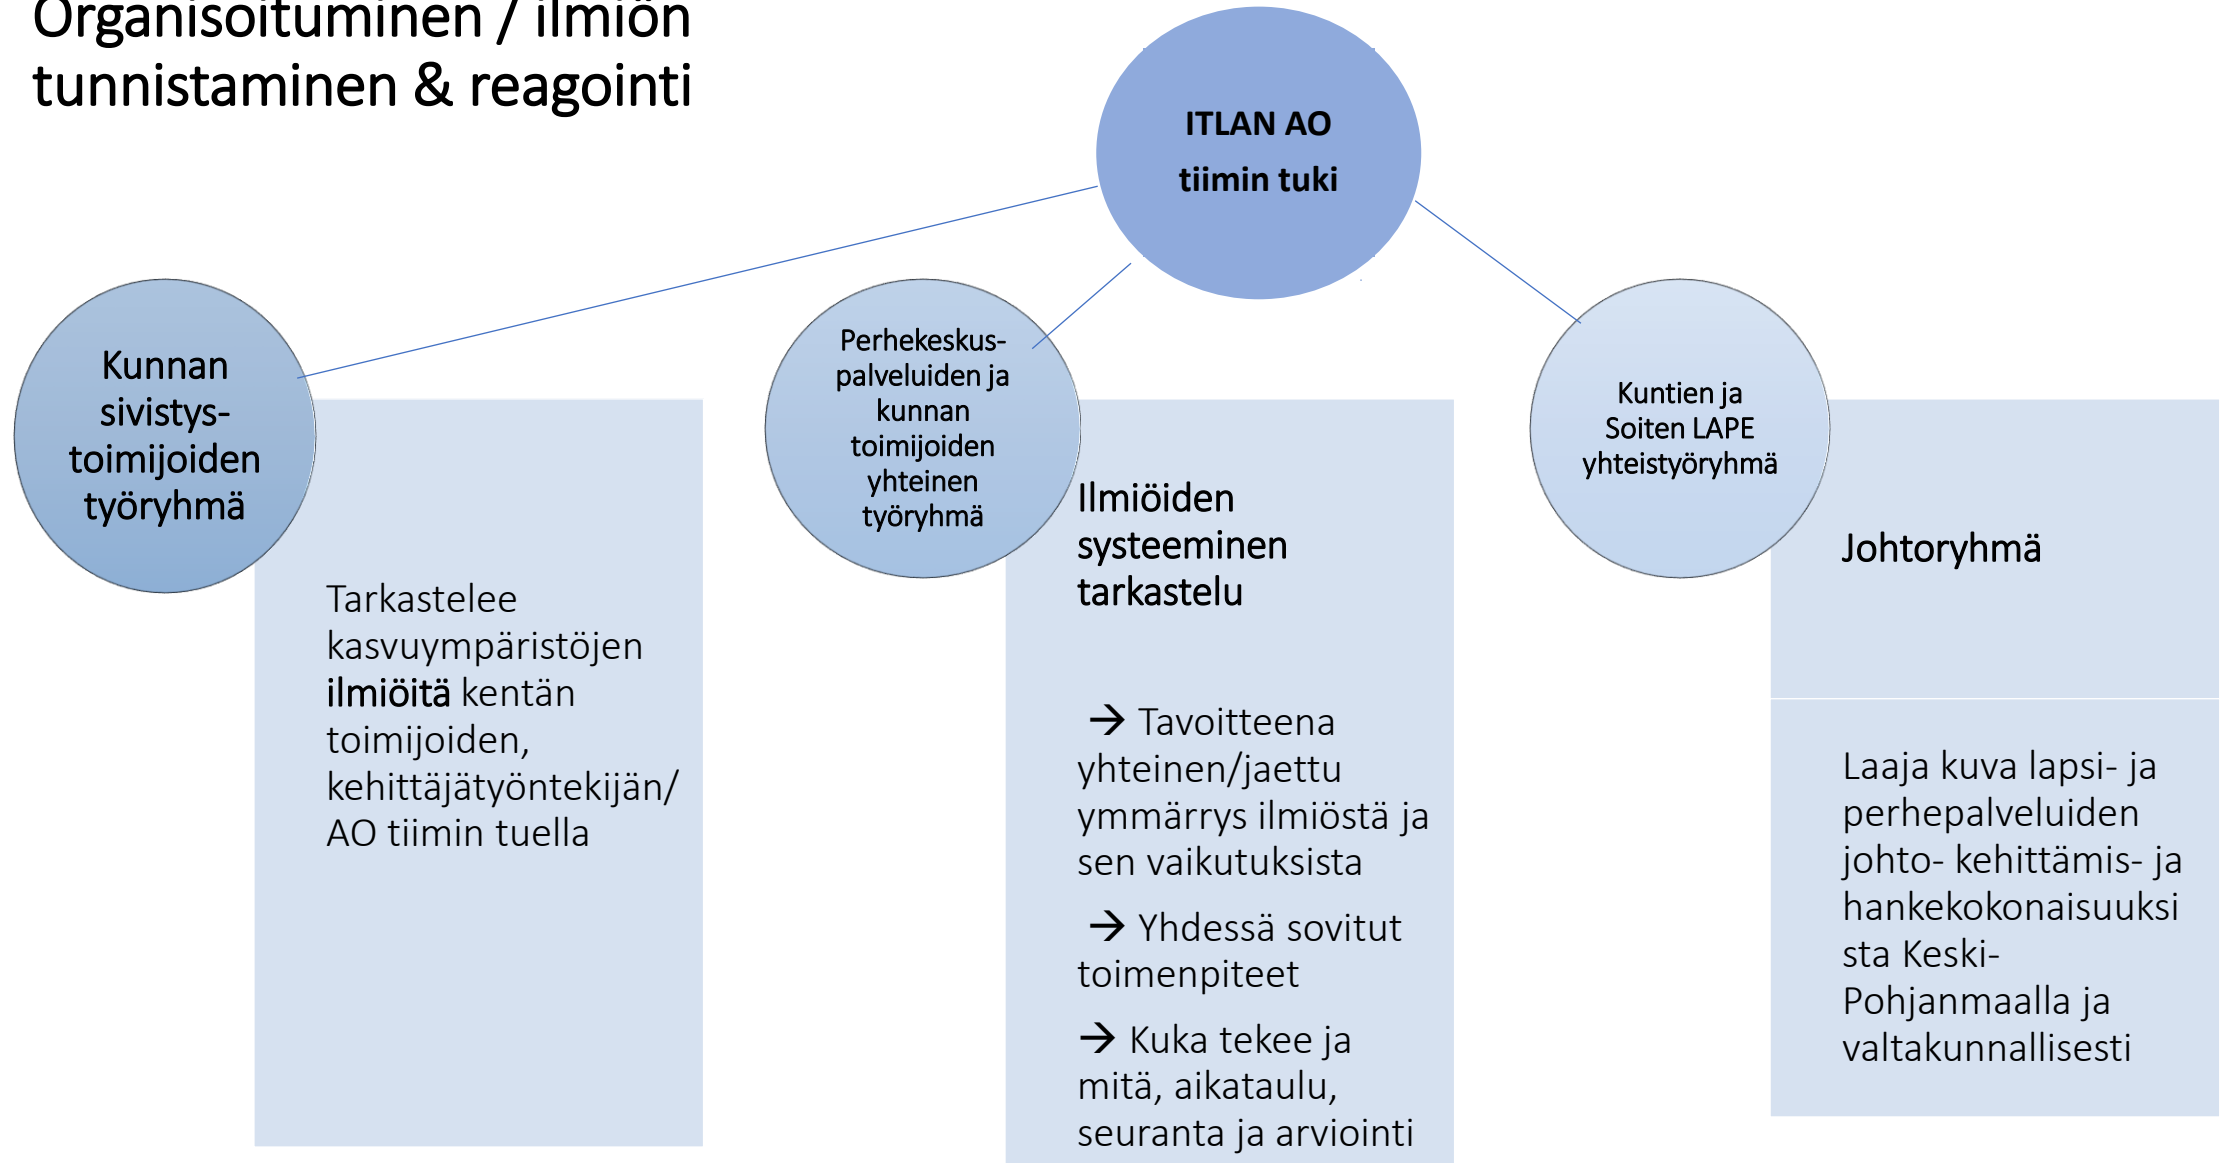 Organisoituminen / ilmiön
tunnistaminen & reagointi
ITLAN AO
tiimin tuki
Kunnan
sivistys-
toimijoiden
työryhmä
Tarkastelee
kasvuympäristöjen
ilmiöitä kentän
toimijoiden,
kehittäjätyöntekijän/
AO tiimin tuella
Perhekeskus-
palveluiden ja
kunnan
toimijoiden
yhteinen
työryhmä
Ilmiöiden
systeeminen
tarkastelu
→ Tavoitteena
yhteinen/jaettu
ymmärrys ilmiöstä ja
sen vaikutuksista
→ Yhdessä sovitut
toimenpiteet
→ Kuka tekee ja
mitä, aikataulu,
seuranta ja arviointi
Kuntien ja
Soiten LAPE
yhteistyöryhmä
Johtoryhmä
Laaja kuva lapsi- ja
perhepalveluiden
johto- kehittämis- ja
hankekokonaisuuksi
sta Keski-
Pohjanmaalla ja
valtakunnallisesti